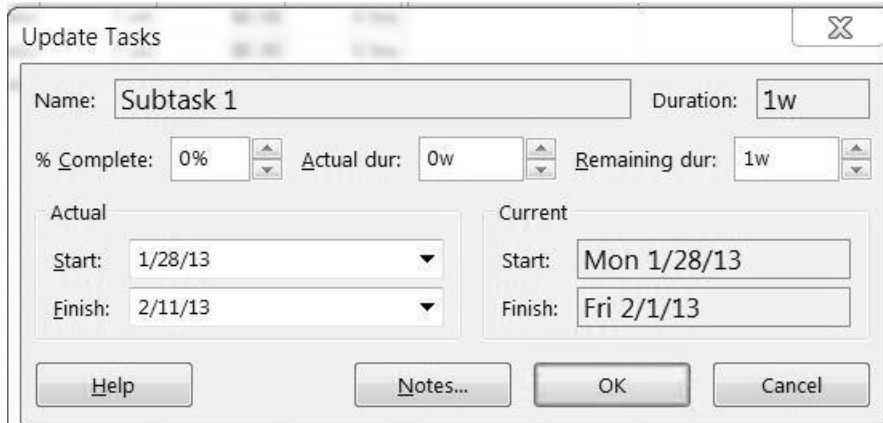 Update Tasks
Name: Subtask 1 Duration: 1w
% Complete: 0% Actual dur: 0w Remaining dur: 1w
Actual
Start: 1/28/13
Finish: 2/11/13
Current
Start: Mon 1/28/13
Finish: Fri 2/1/13
Help Notes... OK Cancel